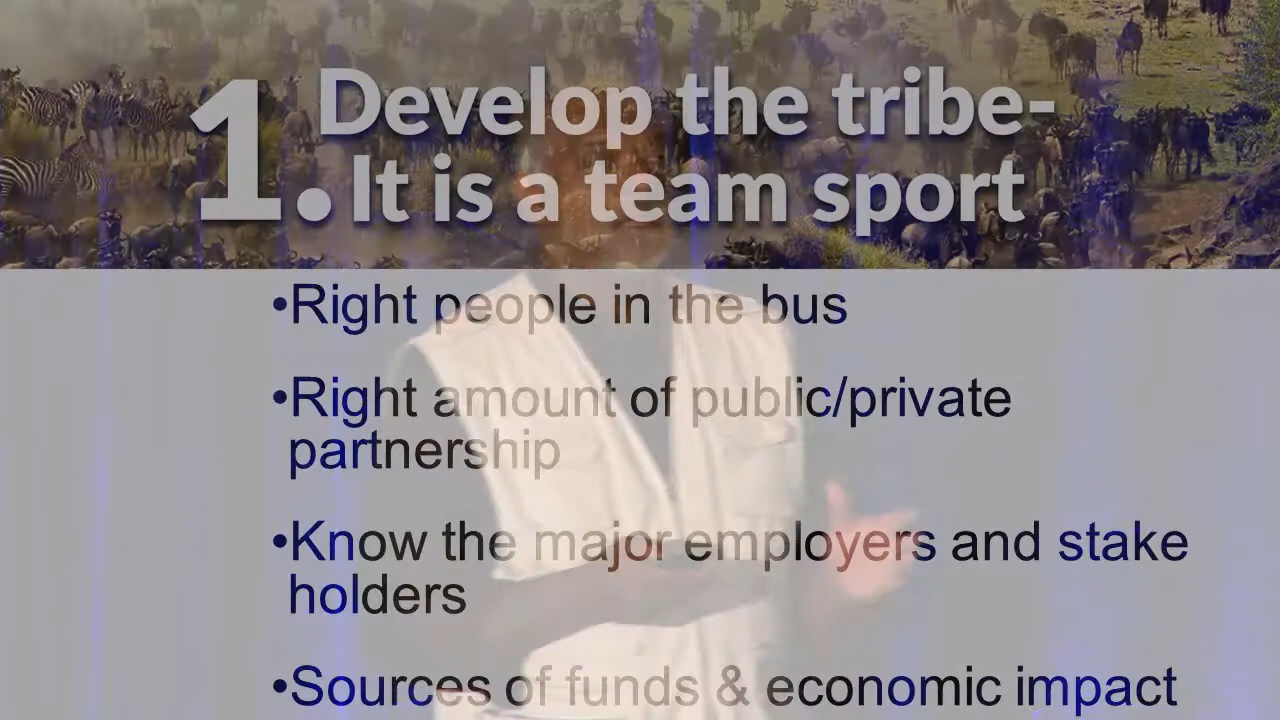 1. Develop the tribe-
It is a team sport
•Right people in the bus
•Right amount of public/private
partnership
•Know the major employers and stake
holders
•Sources of funds & economic impact